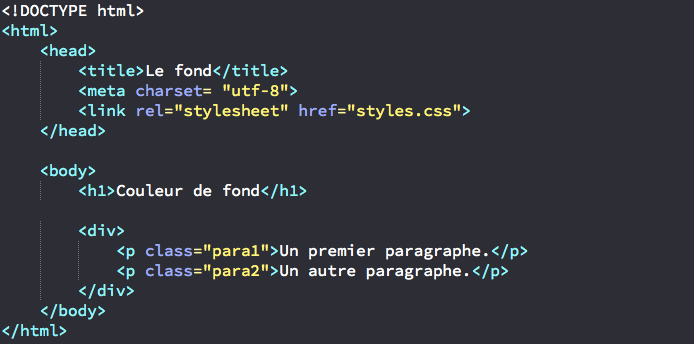 <!DOCTYPE html>
<html>
<head>
<title>Le fond</title>
<meta charset= "utf-8">
<link rel="stylesheet" href="styles.css">
</head>
<body>
<h1>Couleur de fond</h1>
<div>
<p class="para1">Un premier paragraphe.</p>
<p class="para2">Un autre paragraphe.</p>
</div>
</body>
</html>